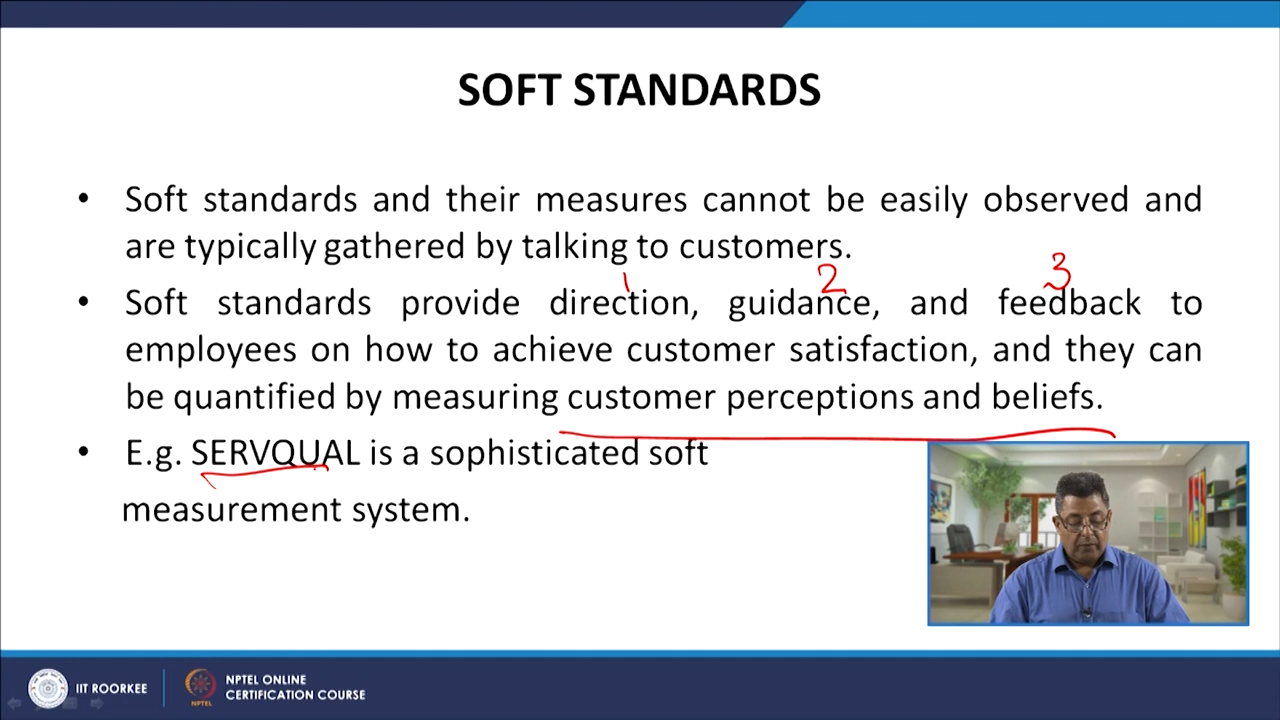 SOFT STANDARDS
• Soft standards and their measures cannot be easily observed and
are typically gathered by talking to customers.
1 2 3
• Soft standards provide direction, guidance, and feedback to
employees on how to achieve customer satisfaction, and they can
be quantified by measuring customer perceptions and beliefs.
• E.g. SERVQUAL is a sophisticated soft
measurement system.
IIT ROORKEE
NPTEL
NPTEL ONLINE
CERTIFICATION COURSE